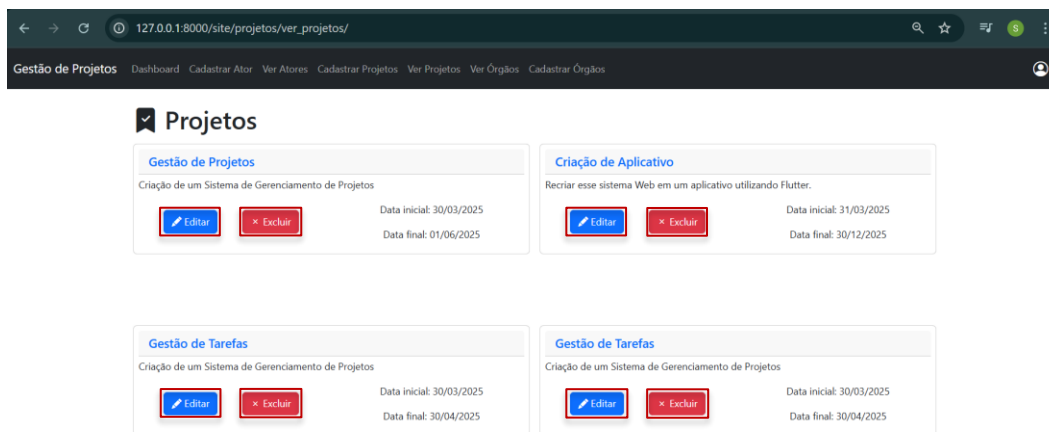 127.0.0.1:8000/site/projetos/ver_projetos/
S
Gestão de Projetos Dashboard Cadastrar Ator Ver Atores Cadastrar Projetos Ver Projetos Ver Órgãos Cadastrar Órgãos
Projetos
Gestão de Projetos
Criação de um Sistema de Gerenciamento de Projetos
Editar
× Excluir
Data inicial: 30/03/2025
Data final: 01/06/2025
Criação de Aplicativo
Recriar esse sistema Web em um aplicativo utilizando Flutter.
Editar
× Excluir
Data inicial: 31/03/2025
Data final: 30/12/2025
Gestão de Tarefas
Criação de um Sistema de Gerenciamento de Projetos
Editar
× Excluir
Data inicial: 30/03/2025
Data final: 30/04/2025
Gestão de Tarefas
Criação de um Sistema de Gerenciamento de Projetos
Editar
× Excluir
Data inicial: 30/03/2025
Data final: 30/04/2025